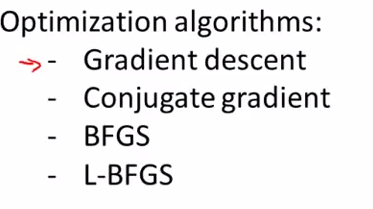 Optimization algorithms:
- Gradient descent
- Conjugate gradient
- BFGS
- L-BFGS